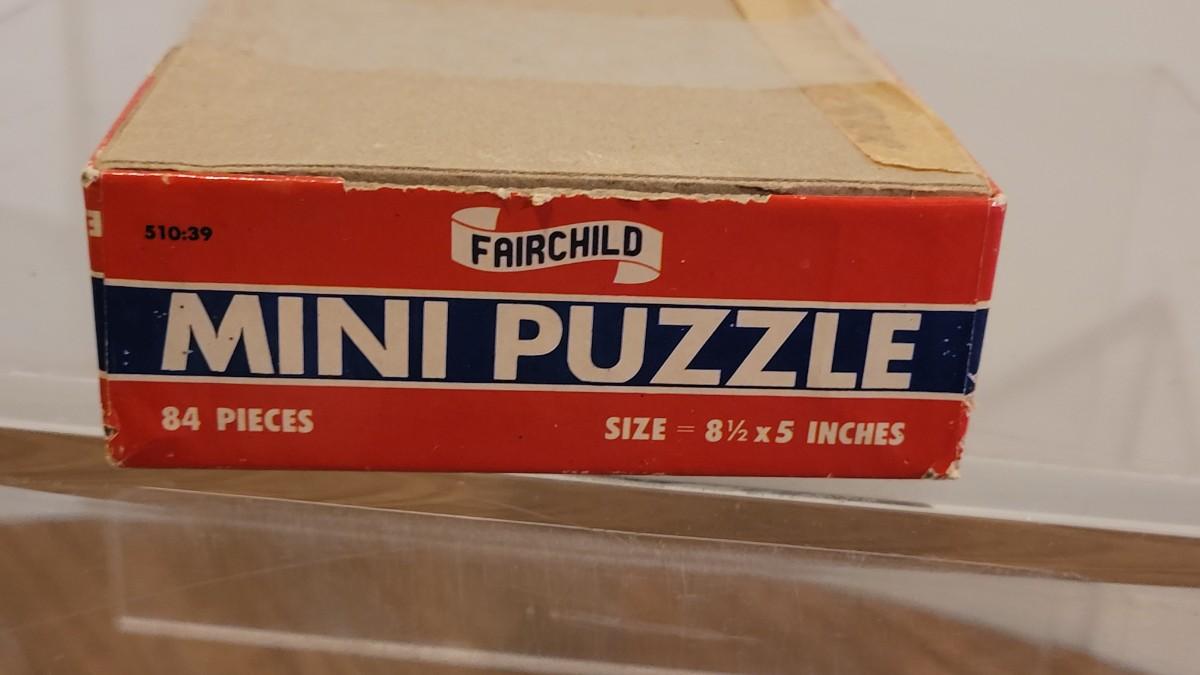 510:39
FAIRCHILD
MINI PUZZLE
84 PIECES
SIZE = 8½ x 5 INCHES